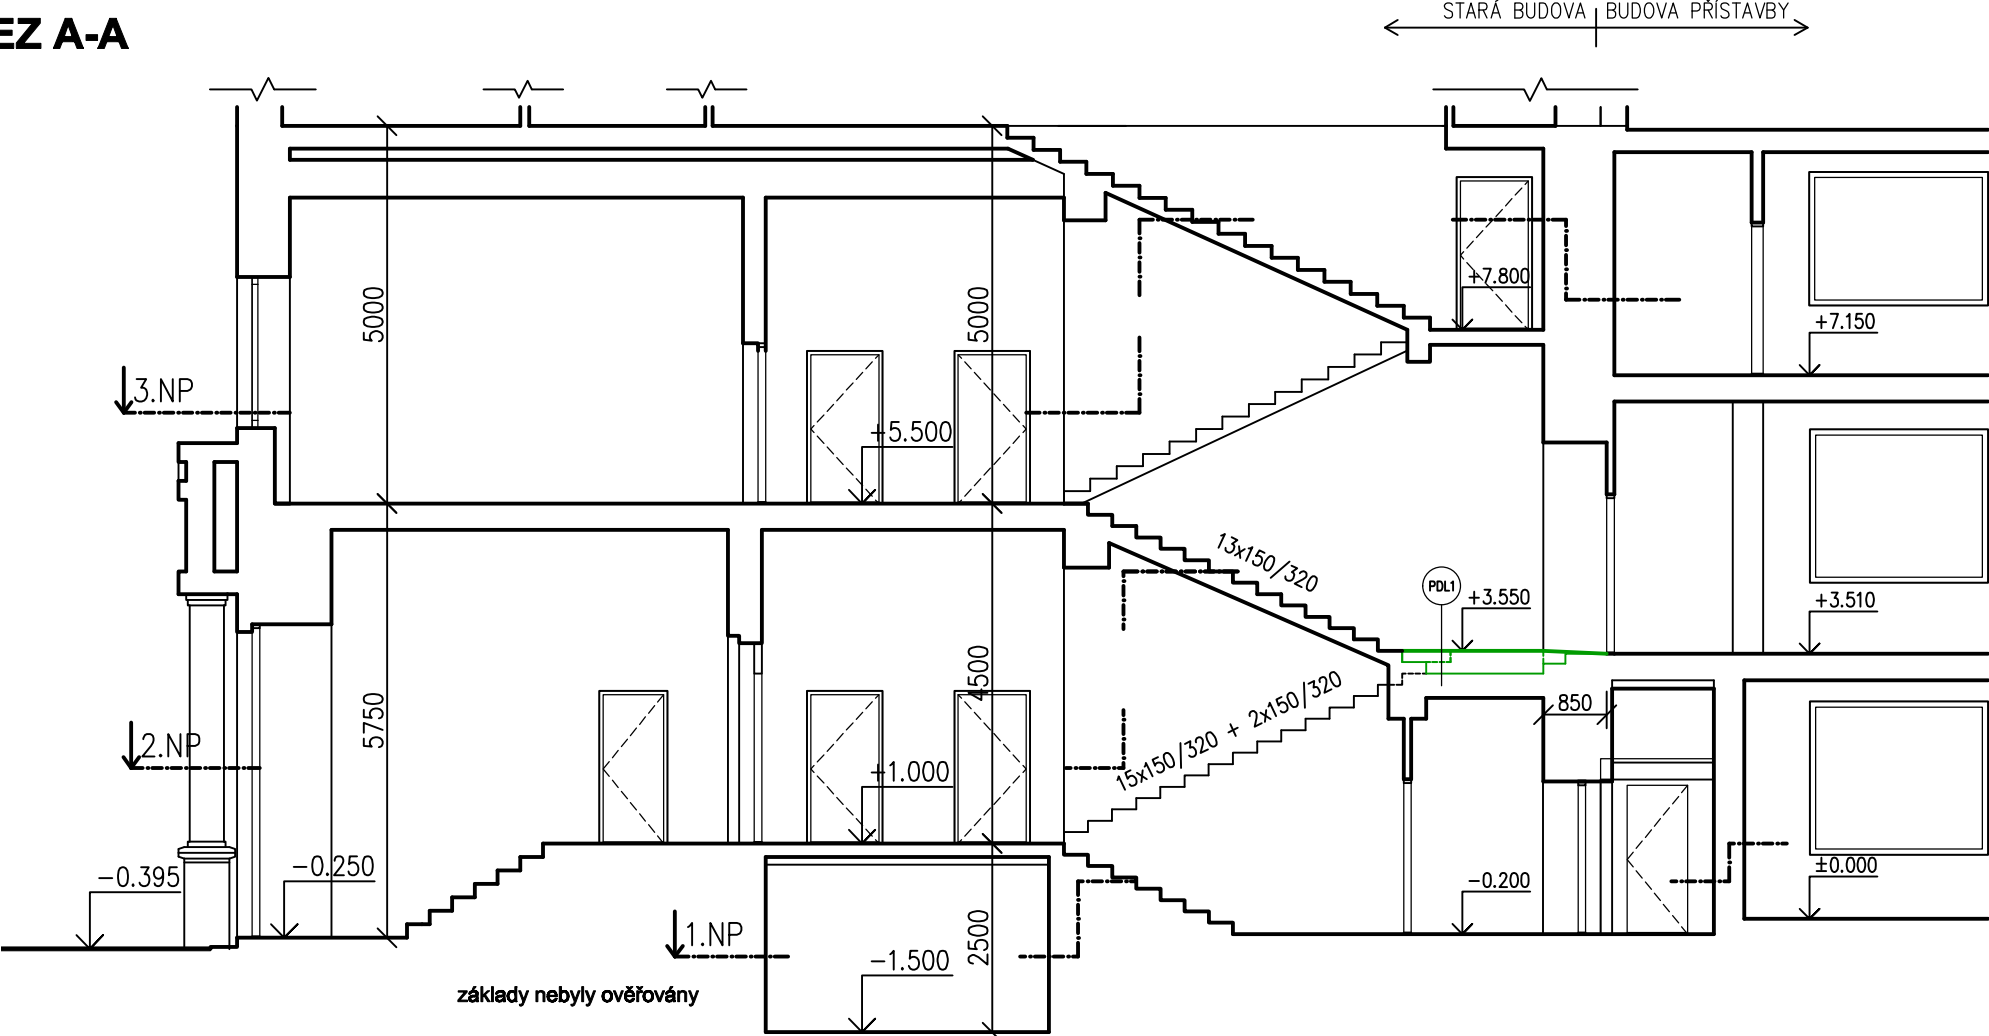 STARÁ BUDOVA
BUDOVA PŘÍSTAVBY
EZ A-A
+7.800
5000
5000
+7.150
3.NP
+5.500
13x150/320
PDL1
+3.550
+3.510
4500
15x150/320 + 2x150/320
850
5750
2.NP
+1.000
-0.395
-0.250
-0.200
±0.000
1.NP
2500
-1.500
základy nebyly ověřovány